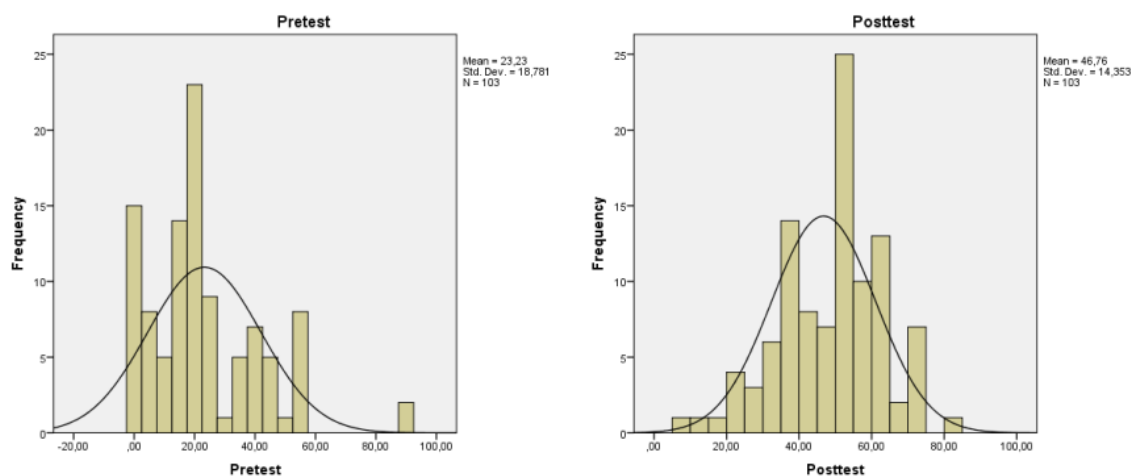 Pretest
Mean = 23,23
Std. Dev. = 18,781
N = 103
25
20
15
10
5
0
Frequency
-20,00 ,00 20,00 40,00 60,00 80,00 100,00
Pretest
Posttest
Mean = 46,76
Std. Dev. = 14,353
N = 103
25
20
15
10
5
0
Frequency
,00 20,00 40,00 60,00 80,00 100,00
Posttest